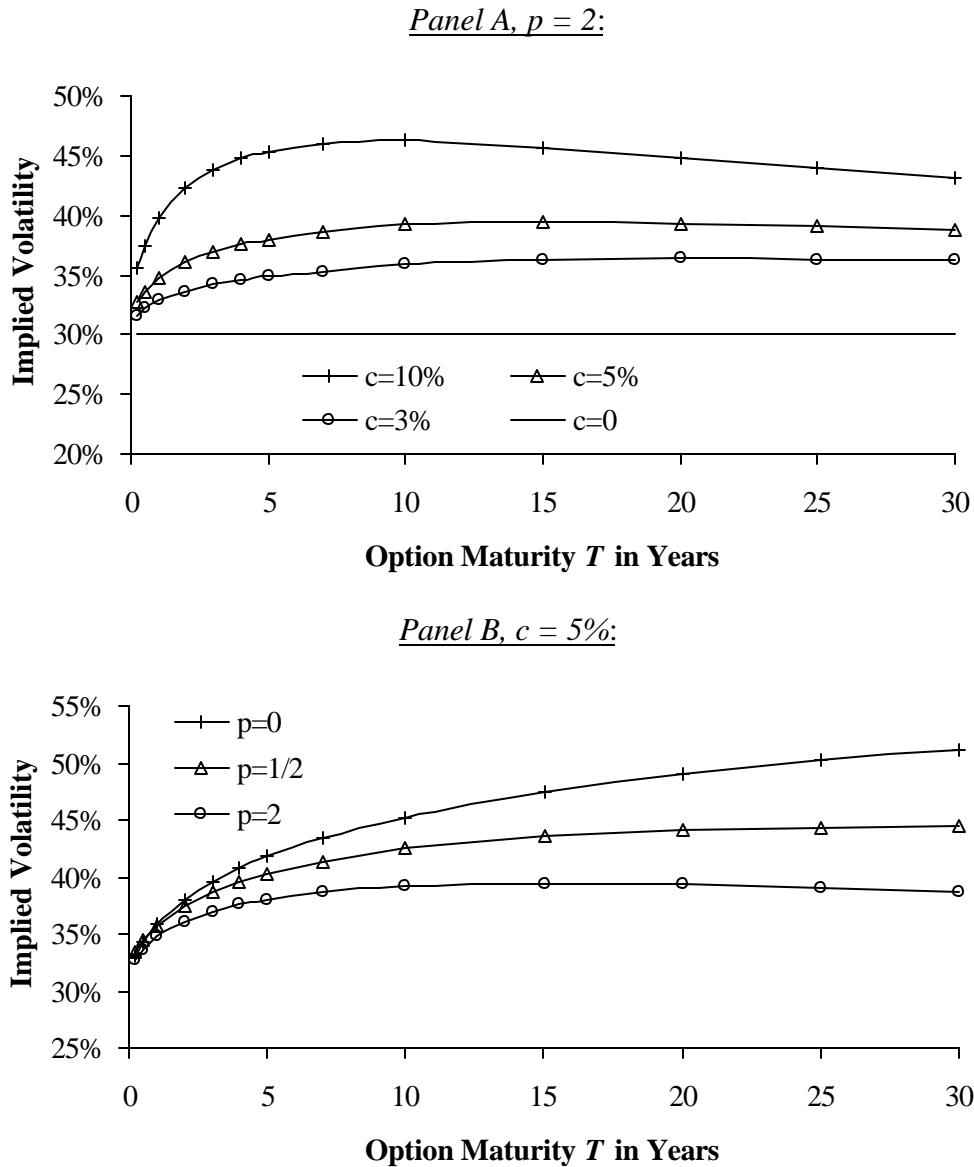 Panel A, p = 2:
50%
45%
40%
35%
30%
25%
20%
Implied Volatility
c=10%
c=5%
c=3%
c=0
0 5 10 15 20 25 30
Option Maturity T in Years
Panel B, c = 5%:
55%
50%
45%
40%
35%
30%
25%
Implied Volatility
p=0
p=1/2
p=2
0 5 10 15 20 25 30
Option Maturity T in Years